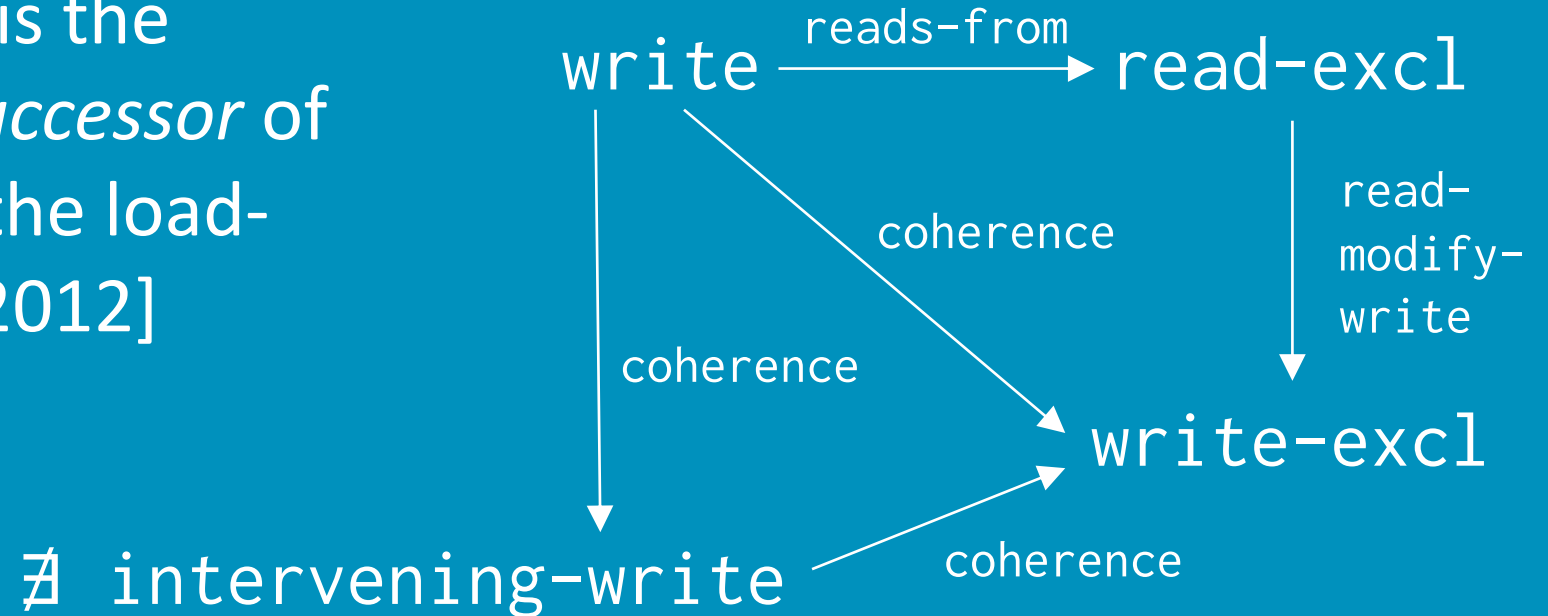 is the
uccessor of
the load-
2012]
write
reads-from
read-excl
read-
modify-
write
coherence
coherence
write-excl
coherence
∄ intervening-write